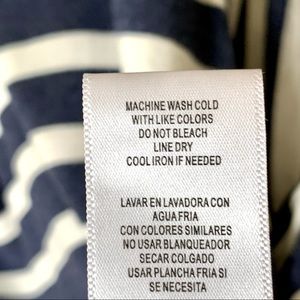 MACHINE WASH COLD
WITH LIKE COLORS
DO NOT BLEACH
LINE DRY
COOL IRON IF NEEDED
LAVAR EN LAVADORA CON
AGUA FRIA
CON COLORES SIMILARES
NO USAR BLANQUEADOR
SECAR COLGADO
USAR PLANCHA FRIA SI
SE NECESITA